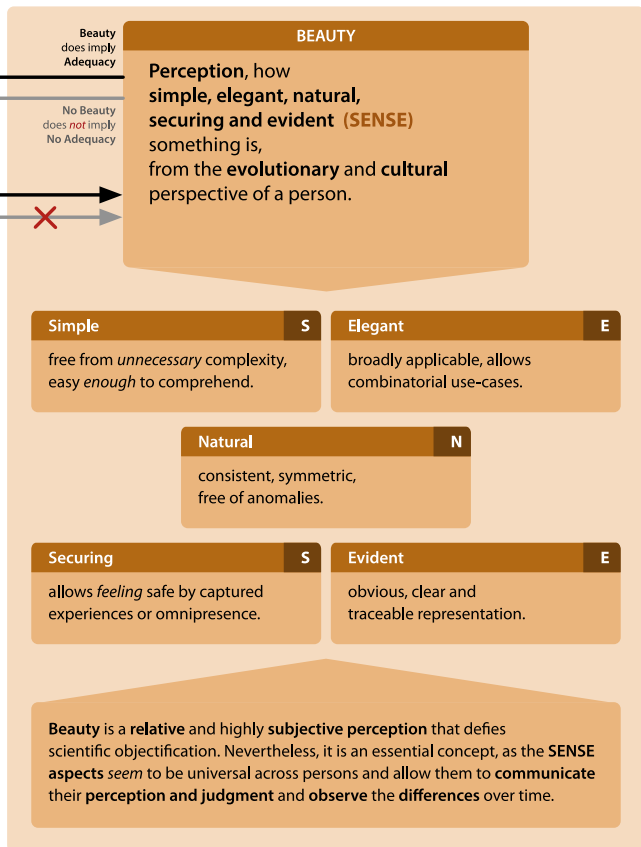 Beauty
does imply
Adequacy
No Beauty
does not imply
No Adequacy
BEAUTY
Perception, how
simple, elegant, natural,
securing and evident (SENSE)
something is,
from the evolutionary and cultural
perspective of a person.
Simple S
free from unnecessary complexity,
easy enough to comprehend.
Elegant E
broadly applicable, allows
combinatorial use-cases.
Natural N
consistent, symmetric,
free of anomalies.
Securing S
allows feeling safe by captured
experiences or omnipresence.
Evident E
obvious, clear and
traceable representation.
Beauty is a relative and highly subjective perception that defies
scientific objectification. Nevertheless, it is an essential concept, as the SENSE
aspects seem to be universal across persons and allow them to communicate
their perception and judgment and observe the differences over time.